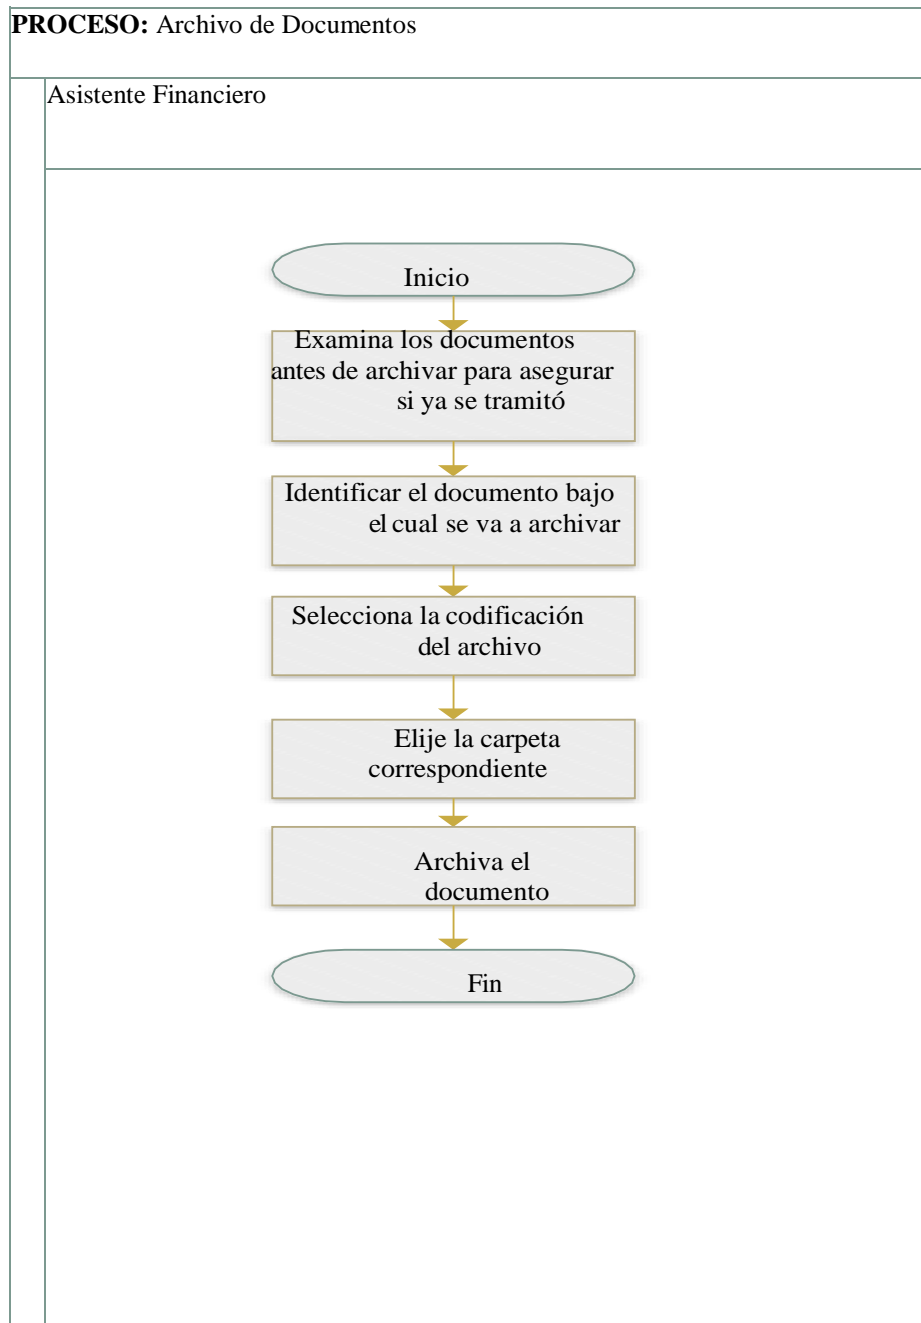 PROCESO: Archivo de Documentos
Asistente Financiero
Inicio
Examina los documentos
antes de archivar para asegurar
si ya se tramitó
Identificar el documento bajo
el cual se va a archivar
Selecciona la codificación
del archivo
Elije la carpeta
correspondiente
Archiva el
documento
Fin